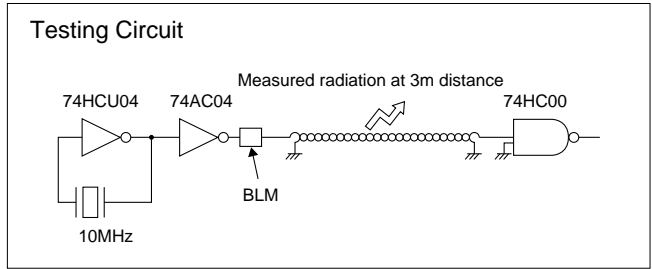 Testing Circuit
Measured radiation at 3m distance
74HCU04 74AC04 74HC00
BLM
10MHz